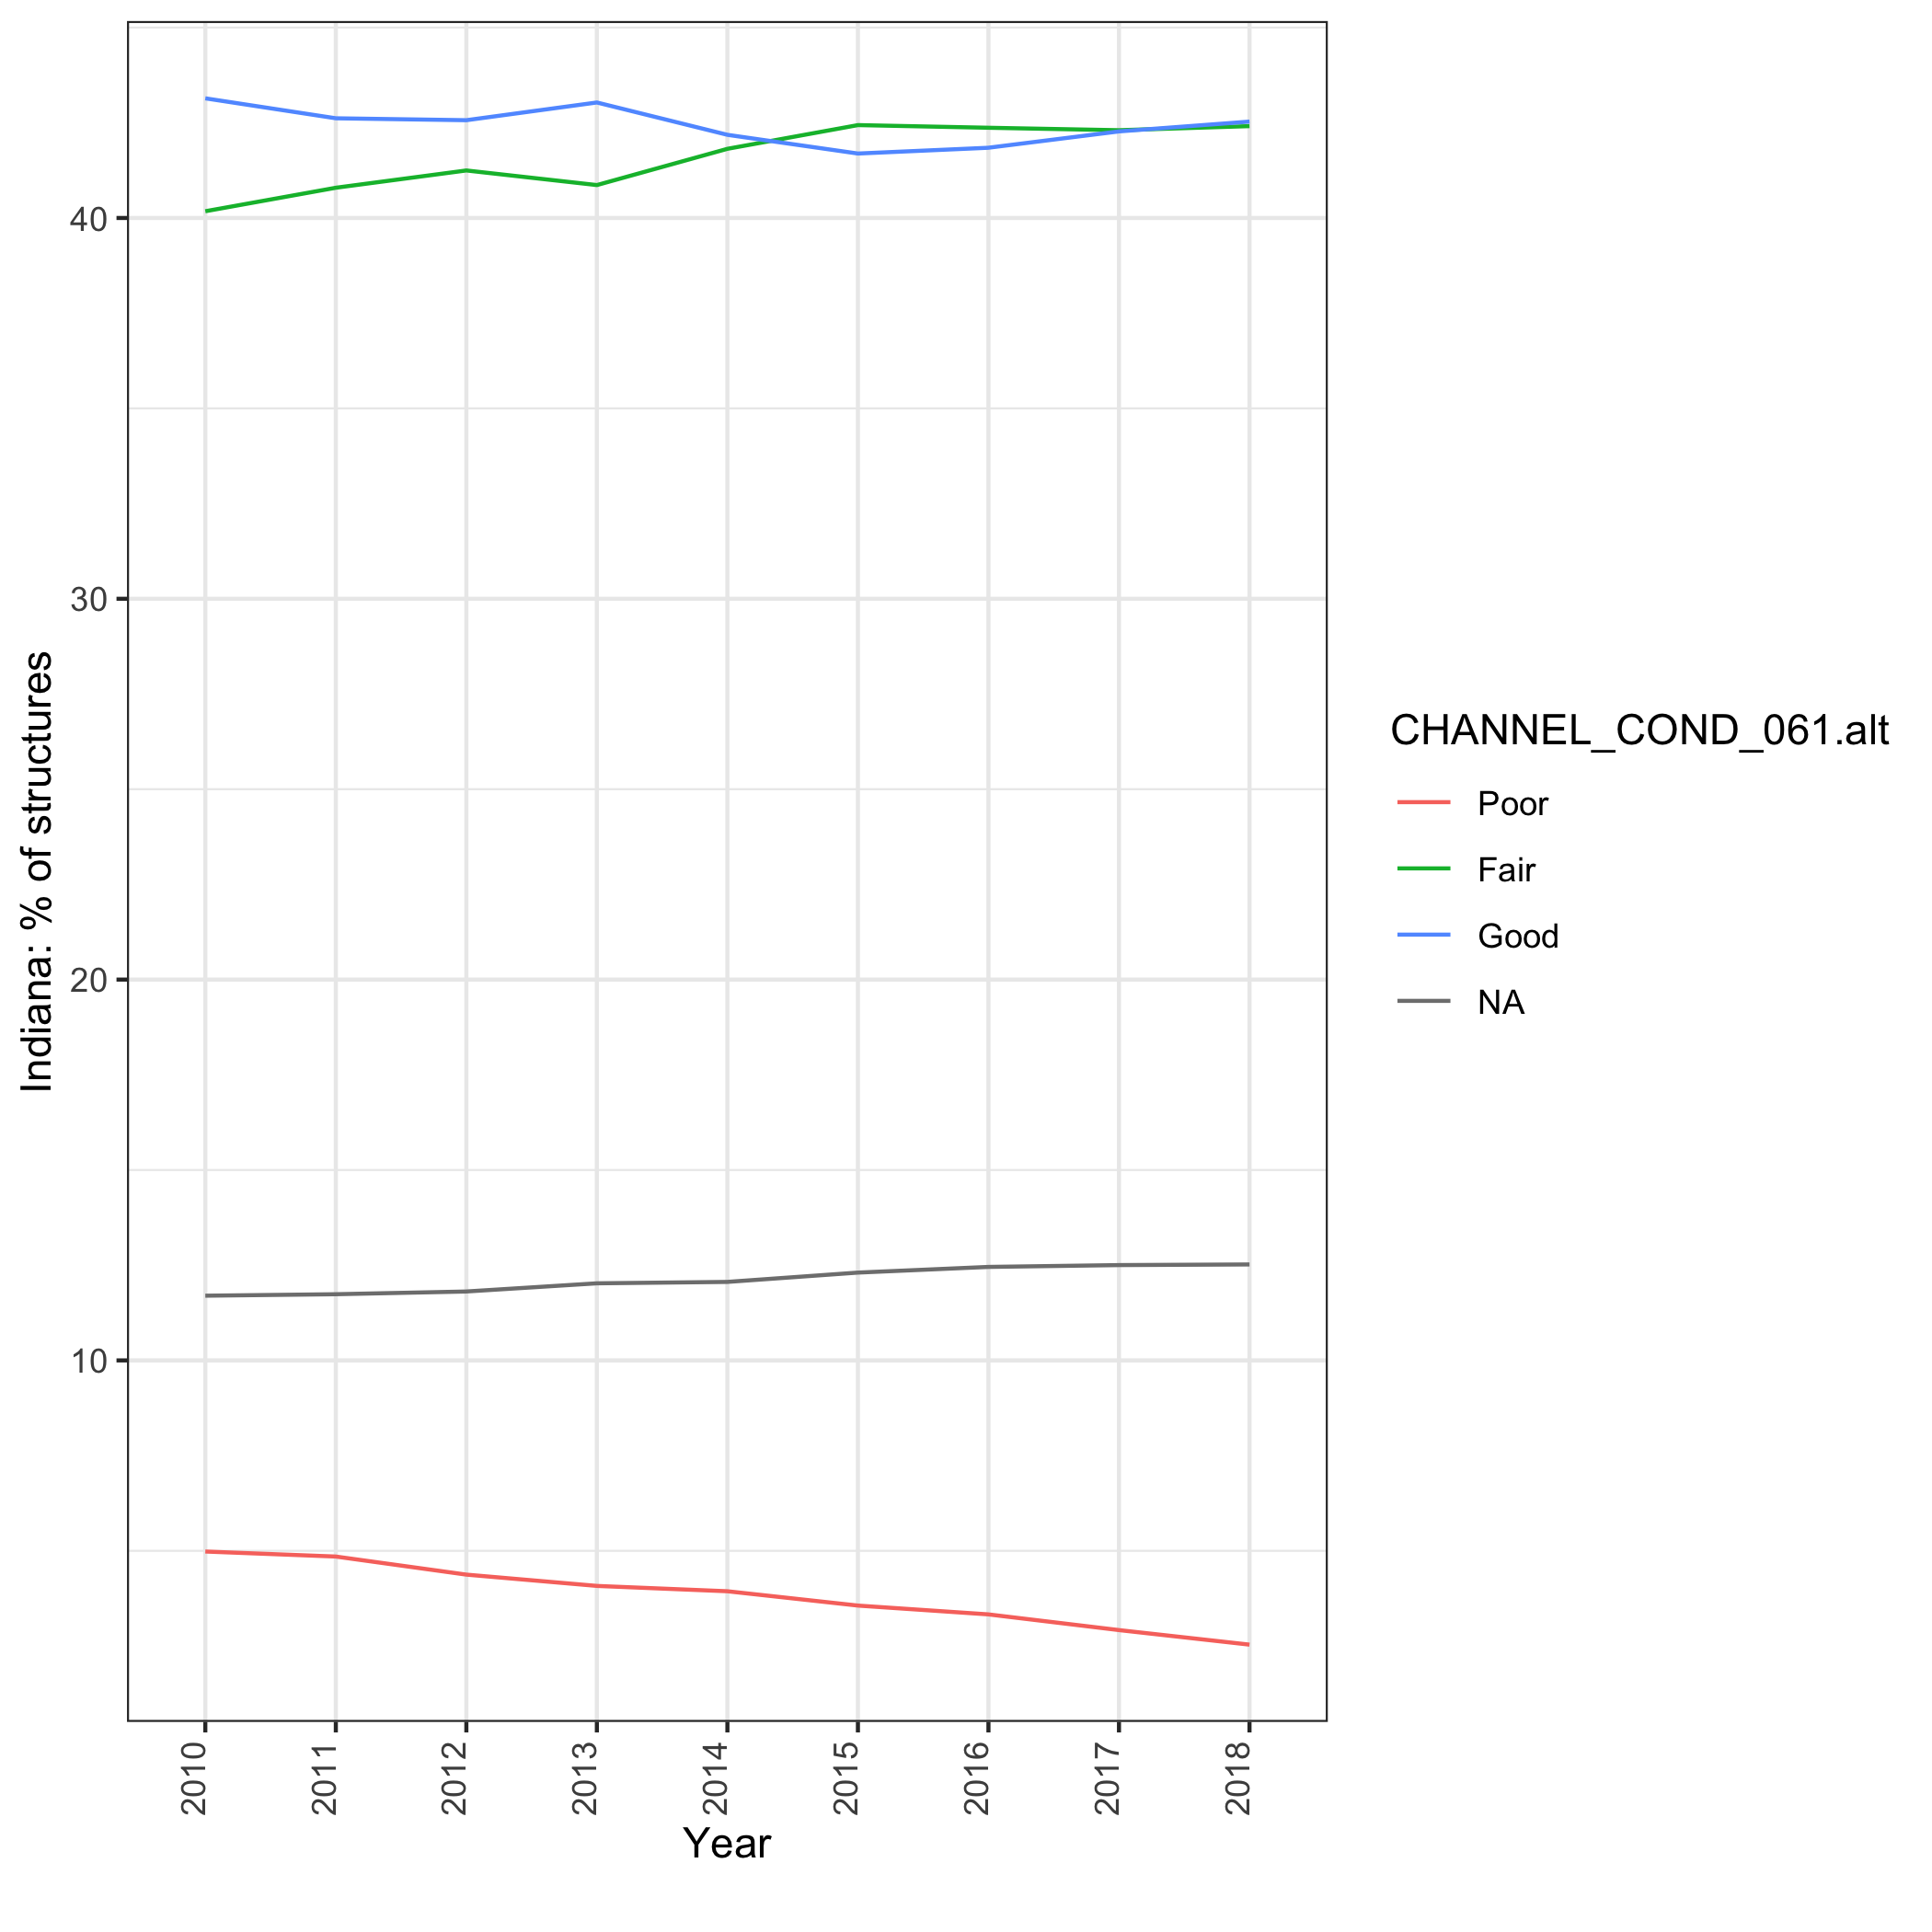 Indiana: % of structures
40
30
20
10
2010
2011
2012
2013
2014
2015
2016
2017
2018
Year
CHANNEL_COND_061.alt
Poor
Fair
Good
NA